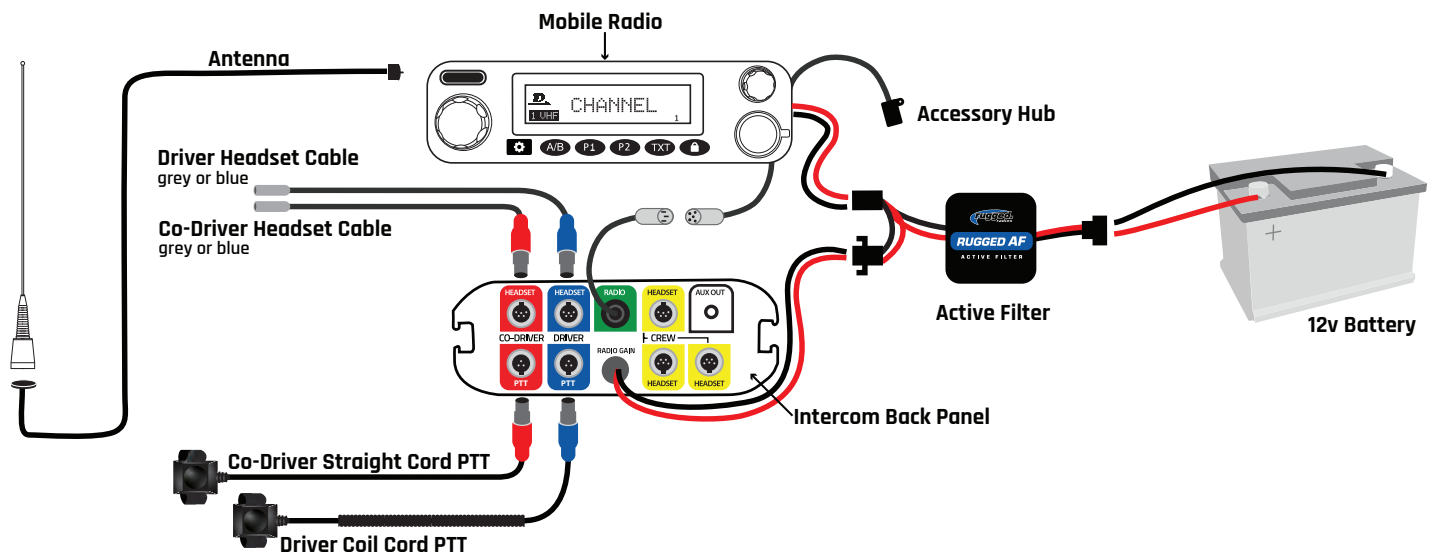 Mobile Radio
Antenna
CHANNEL
1 VHF
1
A/B P1 P2 TXT
Accessory Hub
Driver Headset Cable
grey or blue
Co-Driver Headset Cable
grey or blue
rugged
RUGGED AF
ACTIVE FILTER
Active Filter
12v Battery
+
HEADSET HEADSET RADIO HEADSET AUX OUT
CO-DRIVER DRIVER RADIO GAIN CREW
PTT PTT HEADSET HEADSET
Intercom Back Panel
Co-Driver Straight Cord PTT
Driver Coil Cord PTT